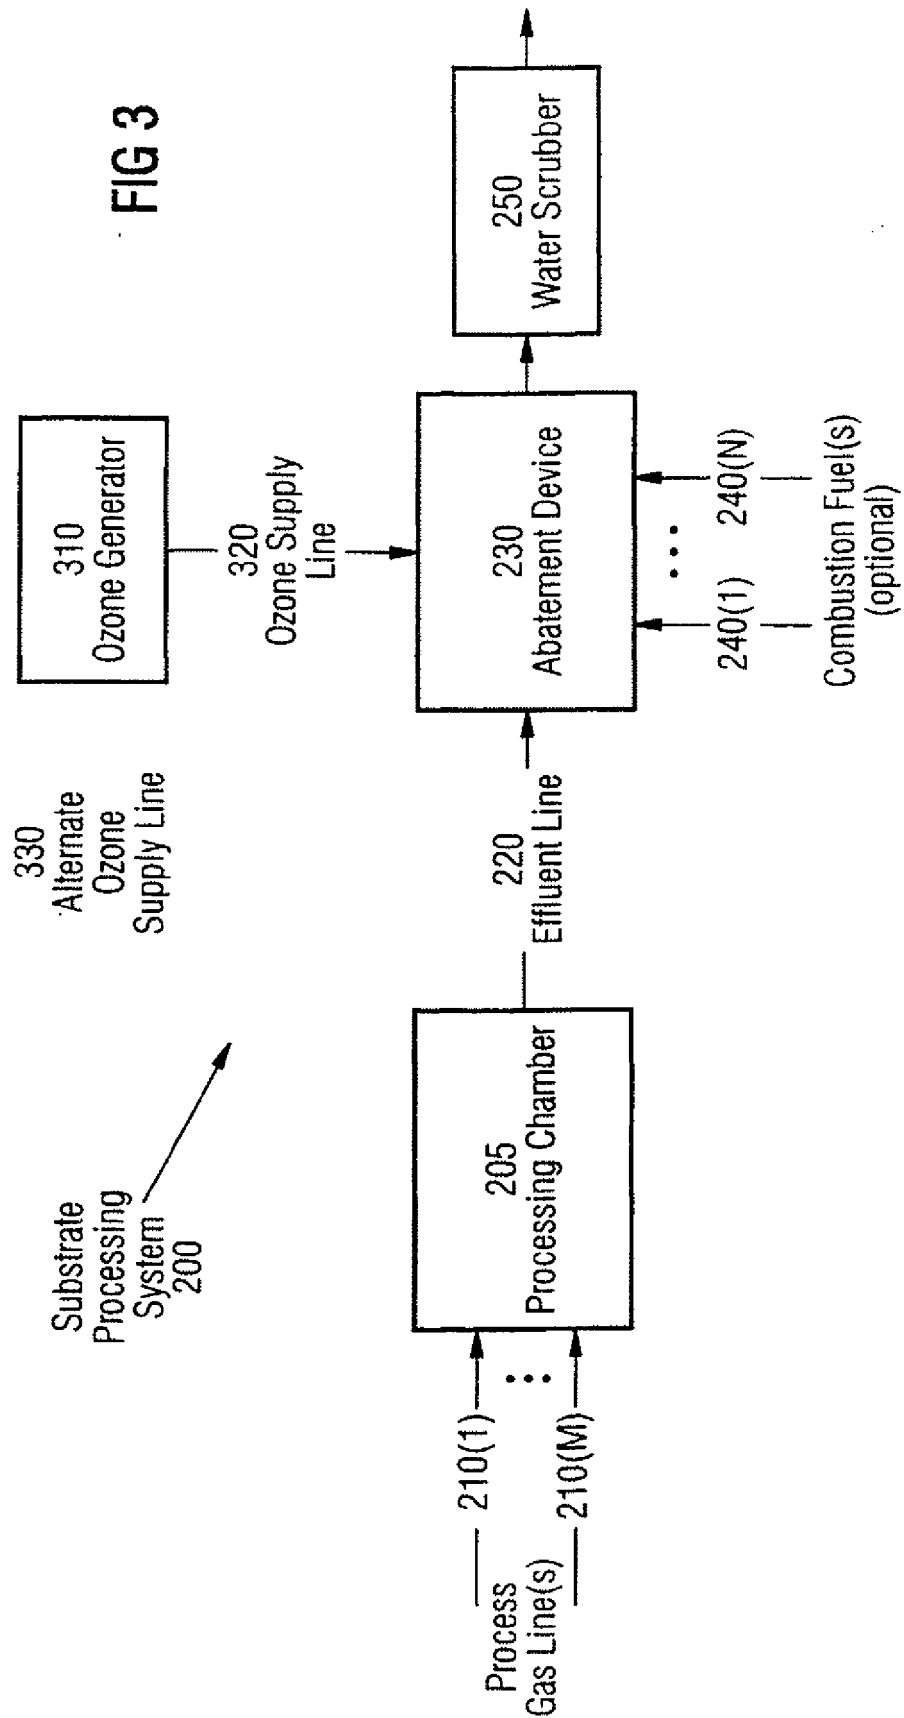 FIG 3
Substrate
Processing
System
200
330
Alternate
Ozone
Supply Line
310
Ozone Generator
320
Ozone Supply
Line
Process
Gas Line(s)
210(1)
210(M)
205
Processing Chamber
220
Effluent Line
230
Abatement Device
250
Water Scrubber
240(1)
240(N)
Combustion Fuel(s)
(optional)